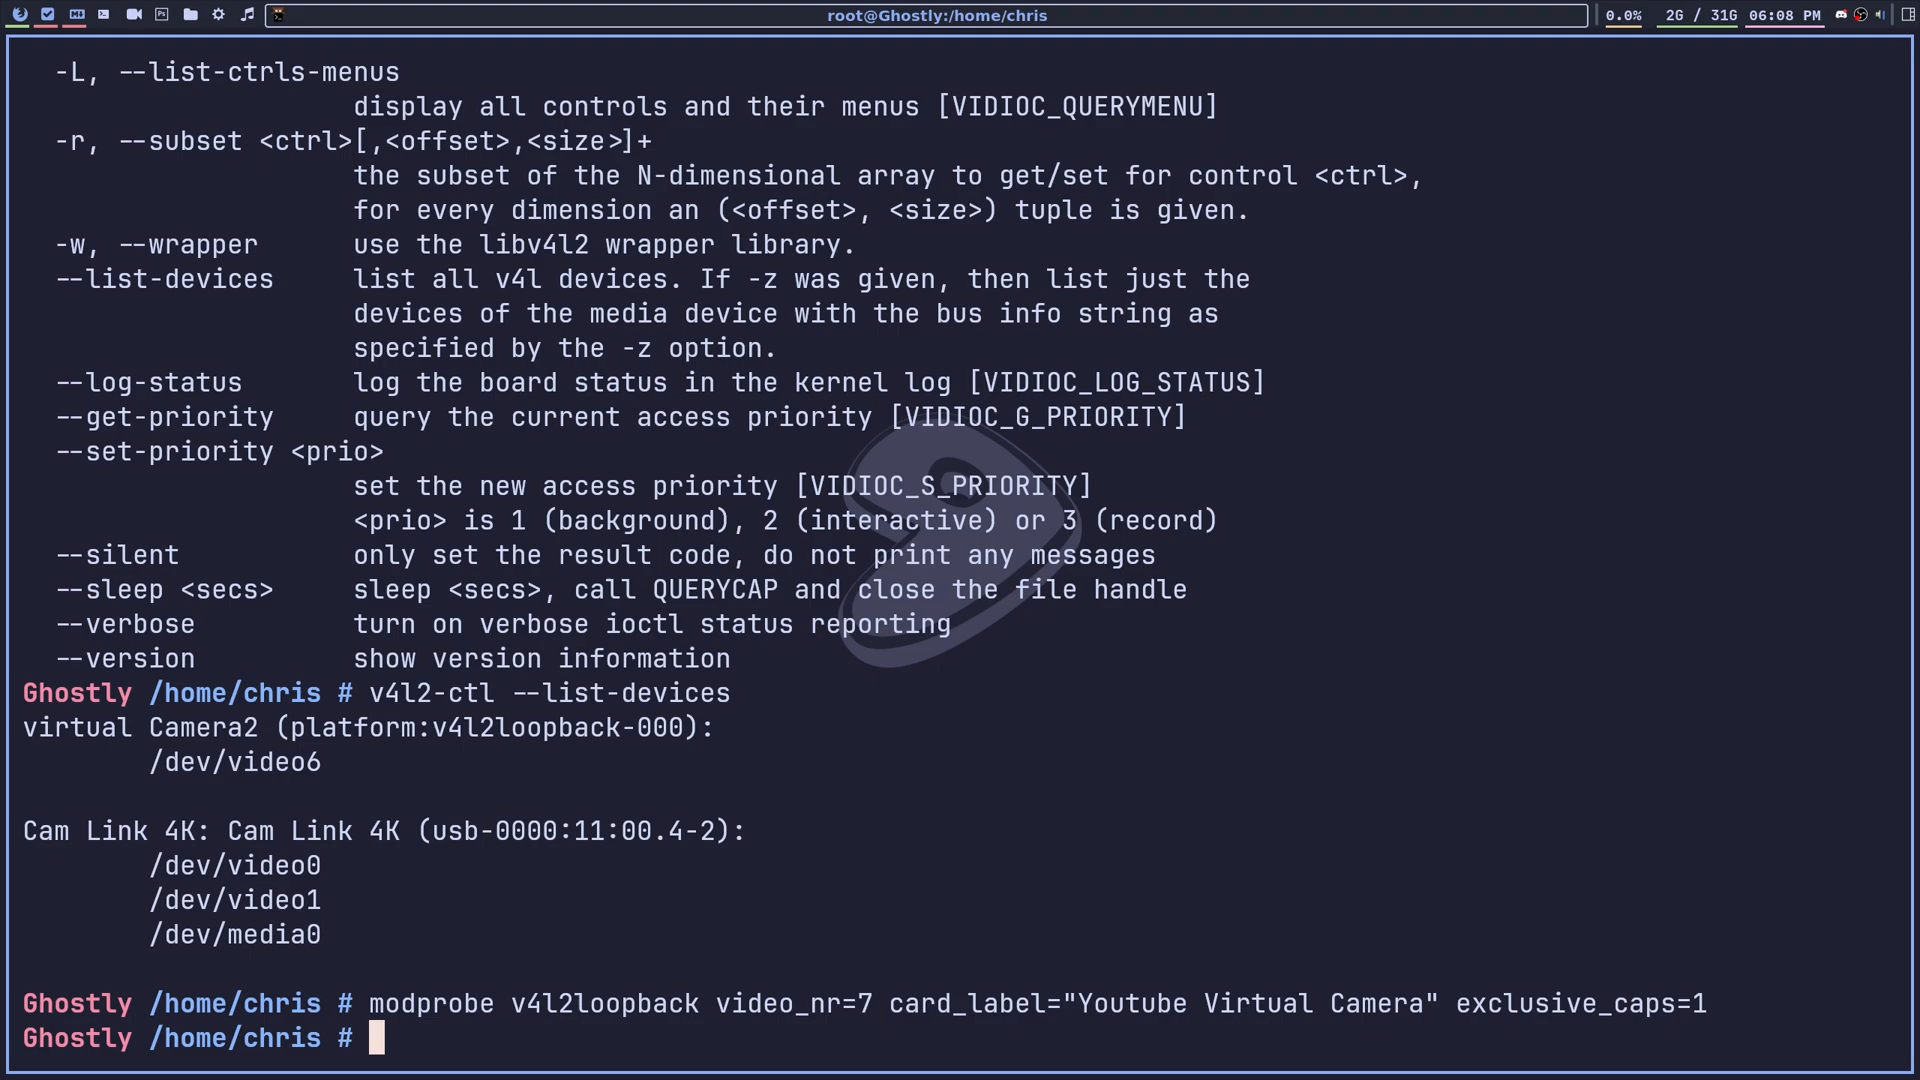 root@Ghostly:/home/chris
0.0%
2G / 31G
06:08 PM
-L, --list-ctrls-menus
display all controls and their menus [VIDIOC_QUERYMENU]
-r, --subset <ctrl>[,<offset>,<size>]+
the subset of the N-dimensional array to get/set for control <ctrl>,
for every dimension an (<offset>, <size>) tuple is given.
-w, --wrapper use the libv4l2 wrapper library.
--list-devices list all v4l devices. If -z was given, then list just the
devices of the media device with the bus info string as
specified by the -z option.
--log-status log the board status in the kernel log [VIDIOC_LOG_STATUS]
--get-priority query the current access priority [VIDIOC_G_PRIORITY]
--set-priority <prio>
set the new access priority [VIDIOC_S_PRIORITY]
<prio> is 1 (background), 2 (interactive) or 3 (record)
--silent only set the result code, do not print any messages
--sleep <secs> sleep <secs>, call QUERYCAP and close the file handle
--verbose turn on verbose ioctl status reporting
--version show version information
Ghostly /home/chris # v4l2-ctl --list-devices
virtual Camera2 (platform:v4l2loopback-000):
/dev/video6
Cam Link 4K: Cam Link 4K (usb-0000:11:00.4-2):
/dev/video0
/dev/video1
/dev/media0
Ghostly /home/chris # modprobe v4l2loopback video_nr=7 card_label="Youtube Virtual Camera" exclusive_caps=1
Ghostly /home/chris #